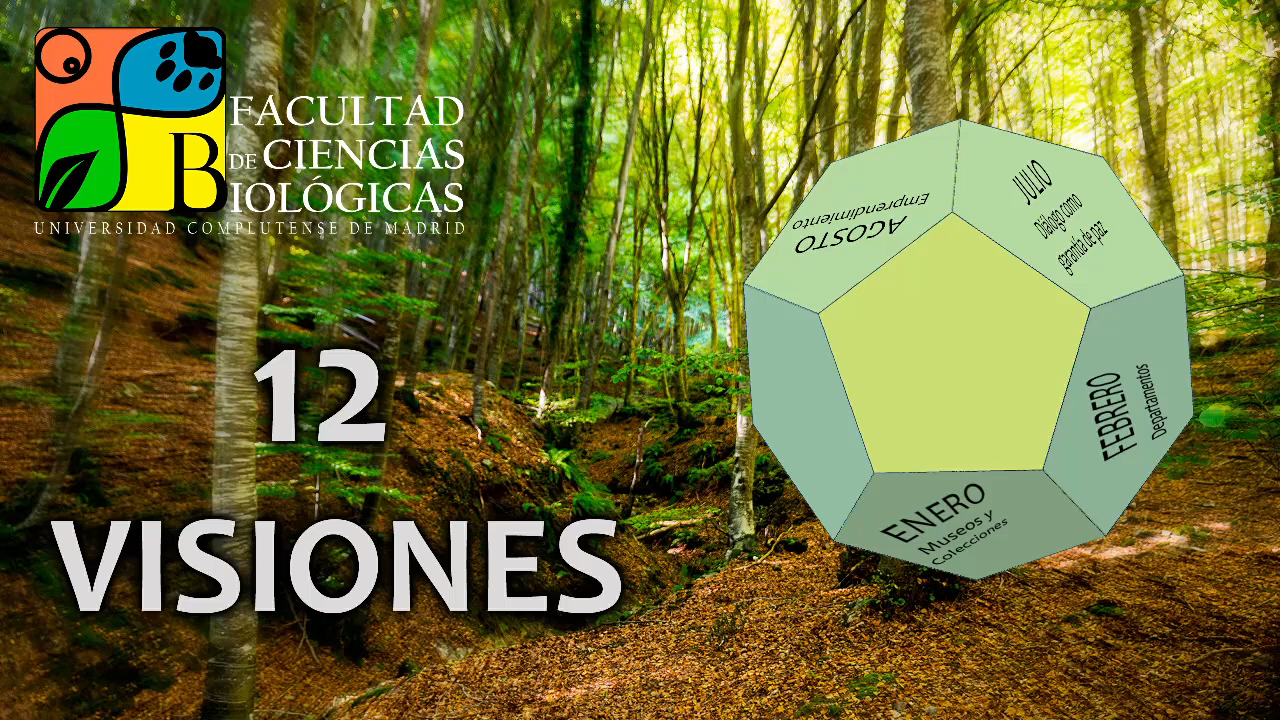 FACULTAD
DE CIENCIAS
BIOLÓGICAS
UNIVERSIDAD COMPLUTENSE DE MADRID
12
VISIONES
AGOSTO
Emprendimiento
JULIO
Diálogo como
garantía de paz
FEBRERO
Departamentos
ENERO
Museos y
Colecciones